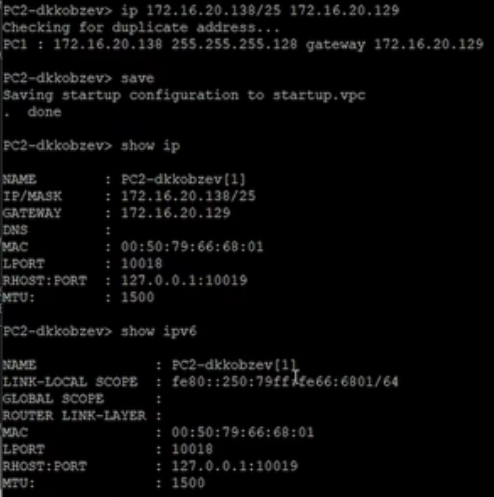 PC2-dkkobzev> ip 172.16.20.138/25 172.16.20.129
Checking for duplicate address...
PC1 : 172.16.20.138 255.255.255.128 gateway 172.16.20.129
PC2-dkkobzev> save
Saving startup configuration to startup.vpc
.  done
PC2-dkkobzev> show ip
NAME        : PC2-dkkobzev[1]
IP/MASK     : 172.16.20.138/25
GATEWAY     : 172.16.20.129
DNS         :
MAC         : 00:50:79:66:68:01
LPORT       : 10018
RHOST:PORT  : 127.0.0.1:10019
MTU:        : 1500
PC2-dkkobzev> show ipv6
NAME              : PC2-dkkobzev[1]
LINK-LOCAL SCOPE  : fe80::250:79ff:fe66:6801/64
GLOBAL SCOPE      :
ROUTER LINK-LAYER :
MAC               : 00:50:79:66:68:01
LPORT             : 10018
RHOST:PORT        : 127.0.0.1:10019
MTU:              : 1500